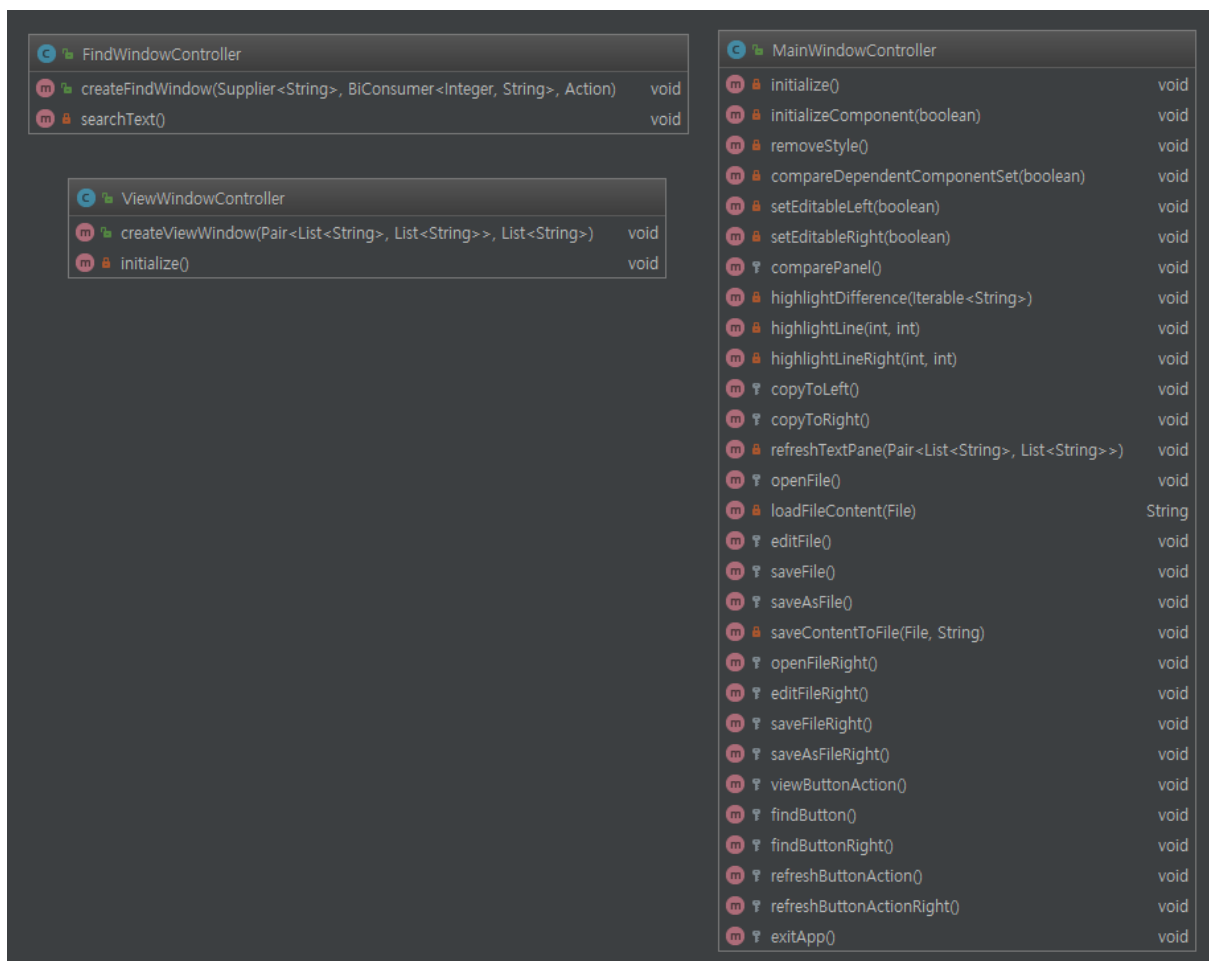 FindWindowController
createFindWindow(Supplier<String>, BiConsumer<Integer, String>, Action) void
searchText() void
ViewWindowController
createViewWindow(Pair<List<String>, List<String>>, List<String>) void
initialize() void
MainWindowController
initialize() void
initializeComponent(boolean) void
removeStyle() void
compareDependentComponentSet(boolean) void
setEditableLeft(boolean) void
setEditableRight(boolean) void
comparePanel() void
highlightDifference(Iterable<String>) void
highlightLine(int, int) void
highlightLineRight(int, int) void
copyToLeft() void
copyToRight() void
refreshTextPane(Pair<List<String>, List<String>>) void
openFile() void
loadFileContent(File) String
editFile() void
saveFile() void
saveAsFile() void
saveContentToFile(File, String) void
openFileRight() void
editFileRight() void
saveFileRight() void
saveAsFileRight() void
viewButtonAction() void
findButton() void
findButtonRight() void
refreshButtonAction() void
refreshButtonActionRight() void
exitApp() void